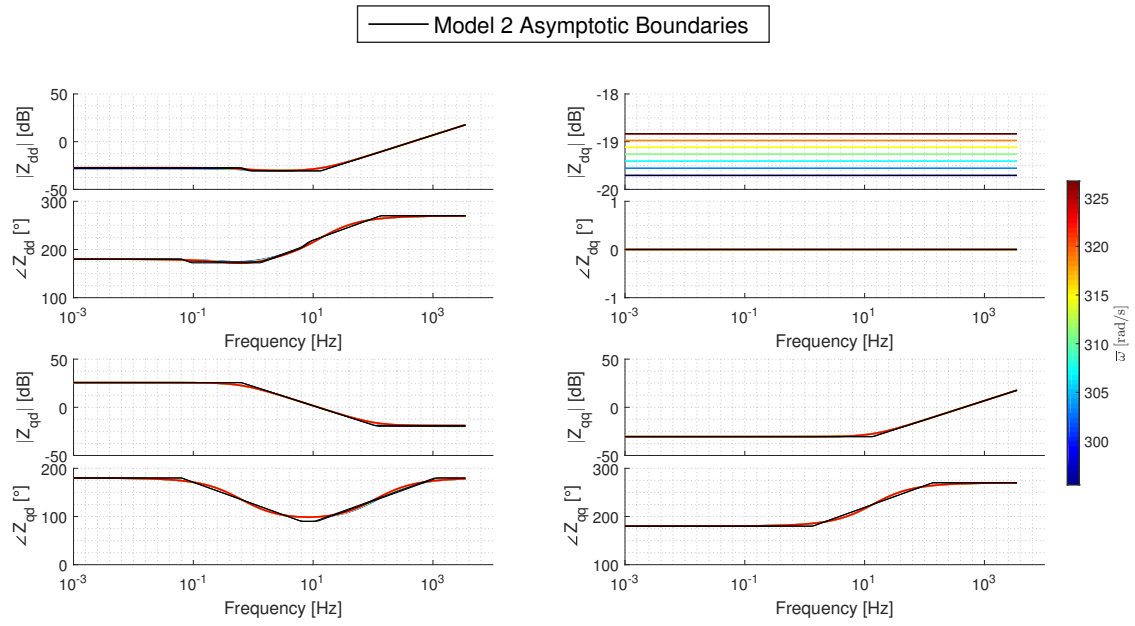 Model 2 Asymptotic Boundaries
50
0
-50
|Z_dd| [dB]
300
200
100
∠Z_dd [°]
10^-3 10^-1 10^1 10^3
Frequency [Hz]
-18
-19
-20
|Z_dq| [dB]
1
0
-1
∠Z_dq [°]
10^-3 10^-1 10^1 10^3
Frequency [Hz]
50
0
-50
|Z_qd| [dB]
200
100
0
∠Z_qd [°]
10^-3 10^-1 10^1 10^3
Frequency [Hz]
50
0
-50
|Z_qq| [dB]
300
200
100
∠Z_qq [°]
10^-3 10^-1 10^1 10^3
Frequency [Hz]
325
320
315
310
305
300
ω̅ [rad/s]